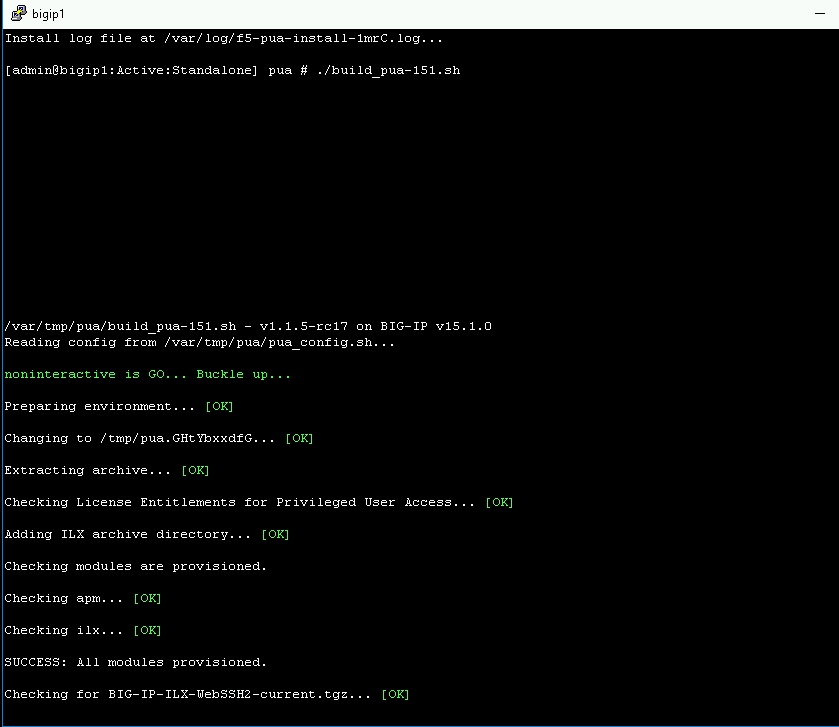 bigip1
Install log file at /var/log/f5-pua-install-1mrC.log...
[admin@bigip1:Active:Standalone] pua # ./build_pua-151.sh
/var/tmp/pua/build_pua-151.sh - v1.1.5-rc17 on BIG-IP v15.1.0
Reading config from /var/tmp/pua/pua_config.sh...
noninteractive is GO... Buckle up...
Preparing environment... [OK]
Changing to /tmp/pua.GHtYbxxdfG... [OK]
Extracting archive... [OK]
Checking License Entitlements for Privileged User Access... [OK]
Adding ILX archive directory... [OK]
Checking modules are provisioned.
Checking apm... [OK]
Checking ilx... [OK]
SUCCESS: All modules provisioned.
Checking for BIG-IP-ILX-WebSSH2-current.tgz... [OK]